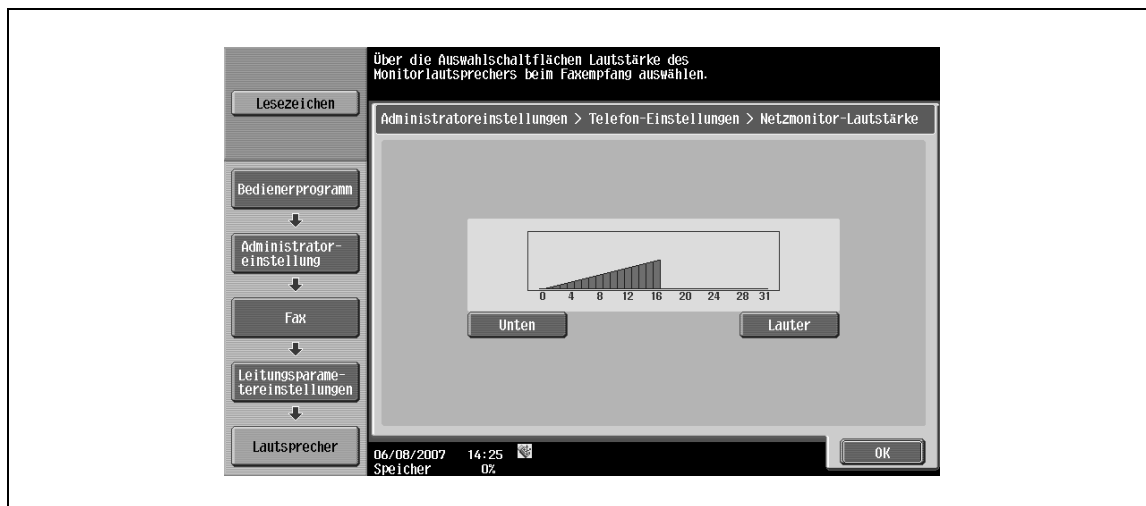 Über die Auswahlschaltflächen Lautstärke des
Monitorlautsprechers beim Faxempfang auswählen.
Lesezeichen
Administratoreinstellungen > Telefon-Einstellungen > Netzmonitor-Lautstärke
Bedienerprogramm
Administrator-
einstellung
Fax
Leitungsparame-
tereinstellungen
Lautsprecher
0 4 8 12 16 20 24 28 31
Unten
Lauter
06/08/2007 14:25
Speicher 0%
OK